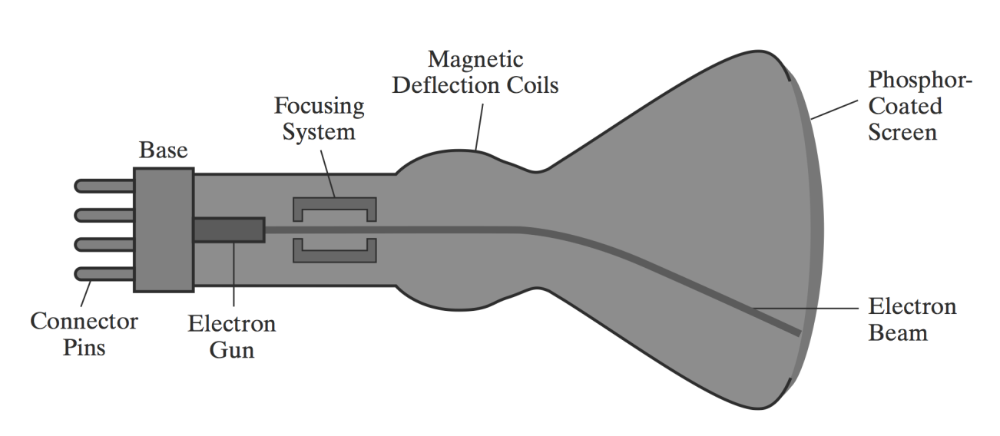 Magnetic
Deflection Coils
Phosphor-
Coated
Screen
Focusing
System
Base
Connector
Pins
Electron
Gun
Electron
Beam